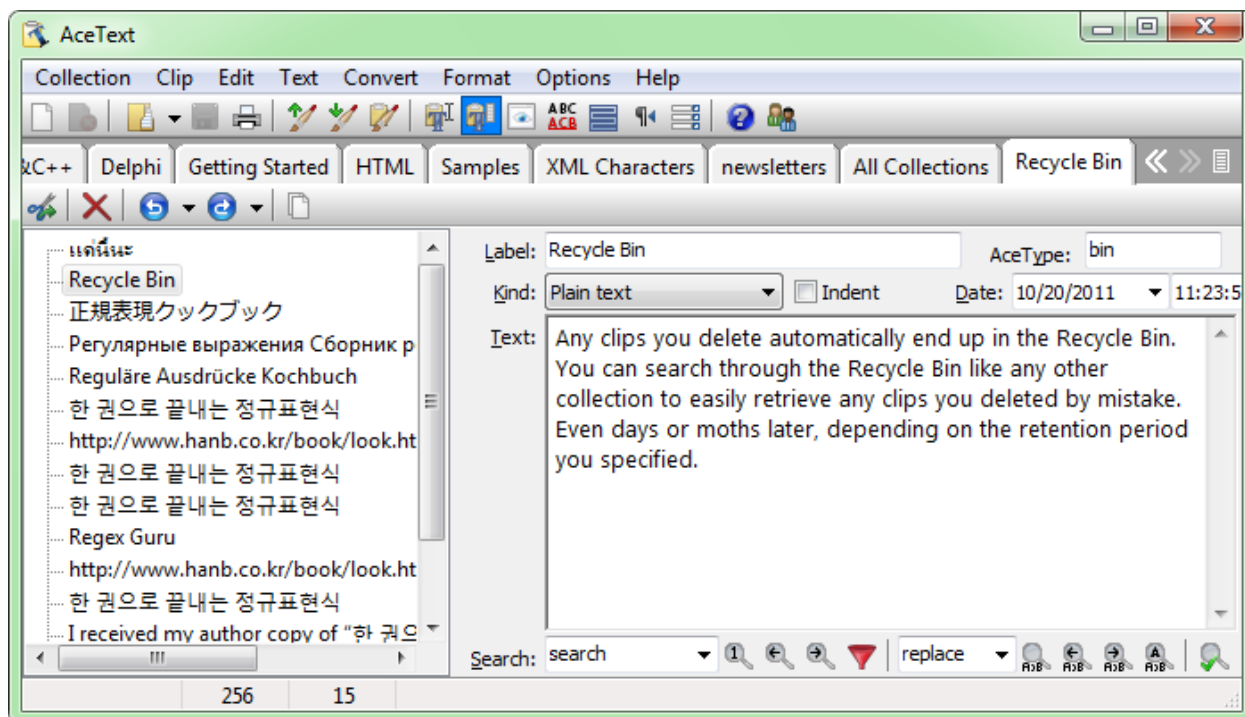 AceText
Collection Clip Edit Text Convert Format Options Help
ABC
ACB
&C++ Delphi Getting Started HTML Samples XML Characters newsletters All Collections Recycle Bin
แค่นี้นะ
Recycle Bin
正規表現クックブック
Регулярные выражения Сборник р
Reguläre Ausdrücke Kochbuch
한 권으로 끝내는 정규표현식
http://www.hanb.co.kr/book/look.ht
한 권으로 끝내는 정규표현식
한 권으로 끝내는 정규표현식
Regex Guru
http://www.hanb.co.kr/book/look.ht
한 권으로 끝내는 정규표현식
I received my author copy of “한 권으
Label: Recycle Bin AceType: bin
Kind: Plain text Indent Date: 10/20/2011 11:23:5
Text: Any clips you delete automatically end up in the Recycle Bin.
You can search through the Recycle Bin like any other
collection to easily retrieve any clips you deleted by mistake.
Even days or moths later, depending on the retention period
you specified.
Search: search replace
256 15